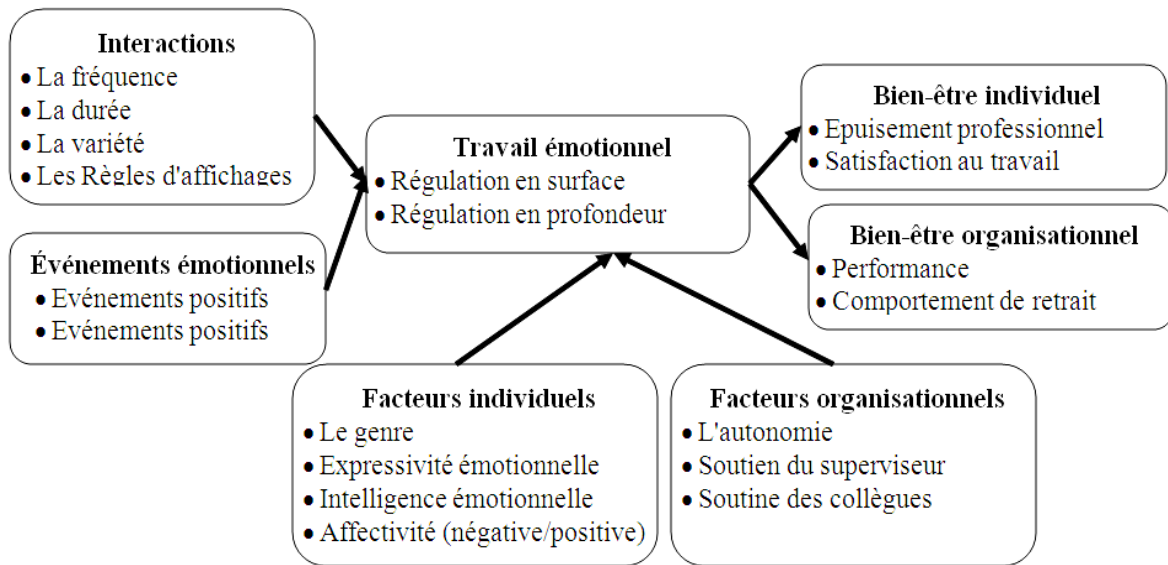 Interactions
• La fréquence
• La durée
• La variété
• Les Règles d'affichages
Événements émotionnels
• Evénements positifs
• Evénements positifs
Travail émotionnel
• Régulation en surface
• Régulation en profondeur
Bien-être individuel
• Epuisement professionnel
• Satisfaction au travail
Bien-être organisationnel
• Performance
• Comportement de retrait
Facteurs individuels
• Le genre
• Expressivité émotionnelle
• Intelligence émotionnelle
• Affectivité (négative/positive)
Facteurs organisationnels
• L'autonomie
• Soutien du superviseur
• Soutine des collègues